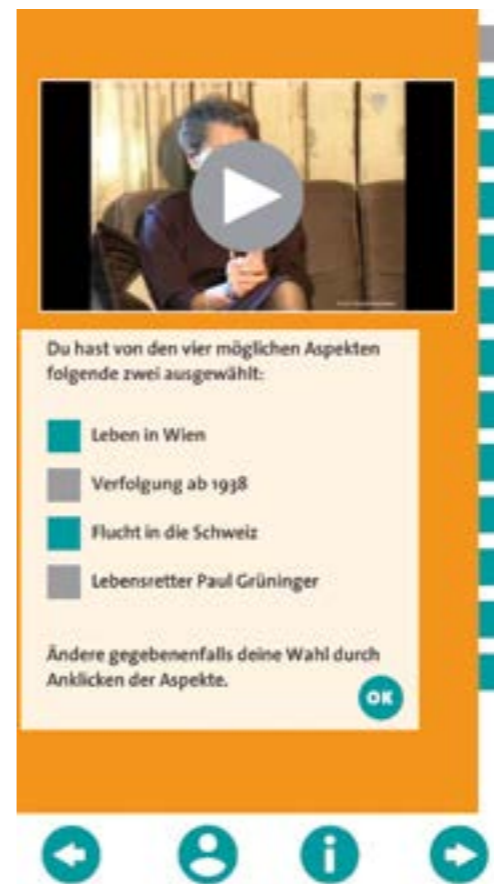 Du hast von den vier möglichen Aspekten
folgende zwei ausgewählt:
Leben in Wien
Verfolgung ab 1938
Flucht in die Schweiz
Lebensretter Paul Grüninger
Ändere gegebenenfalls deine Wahl durch
Anklicken der Aspekte.
OK